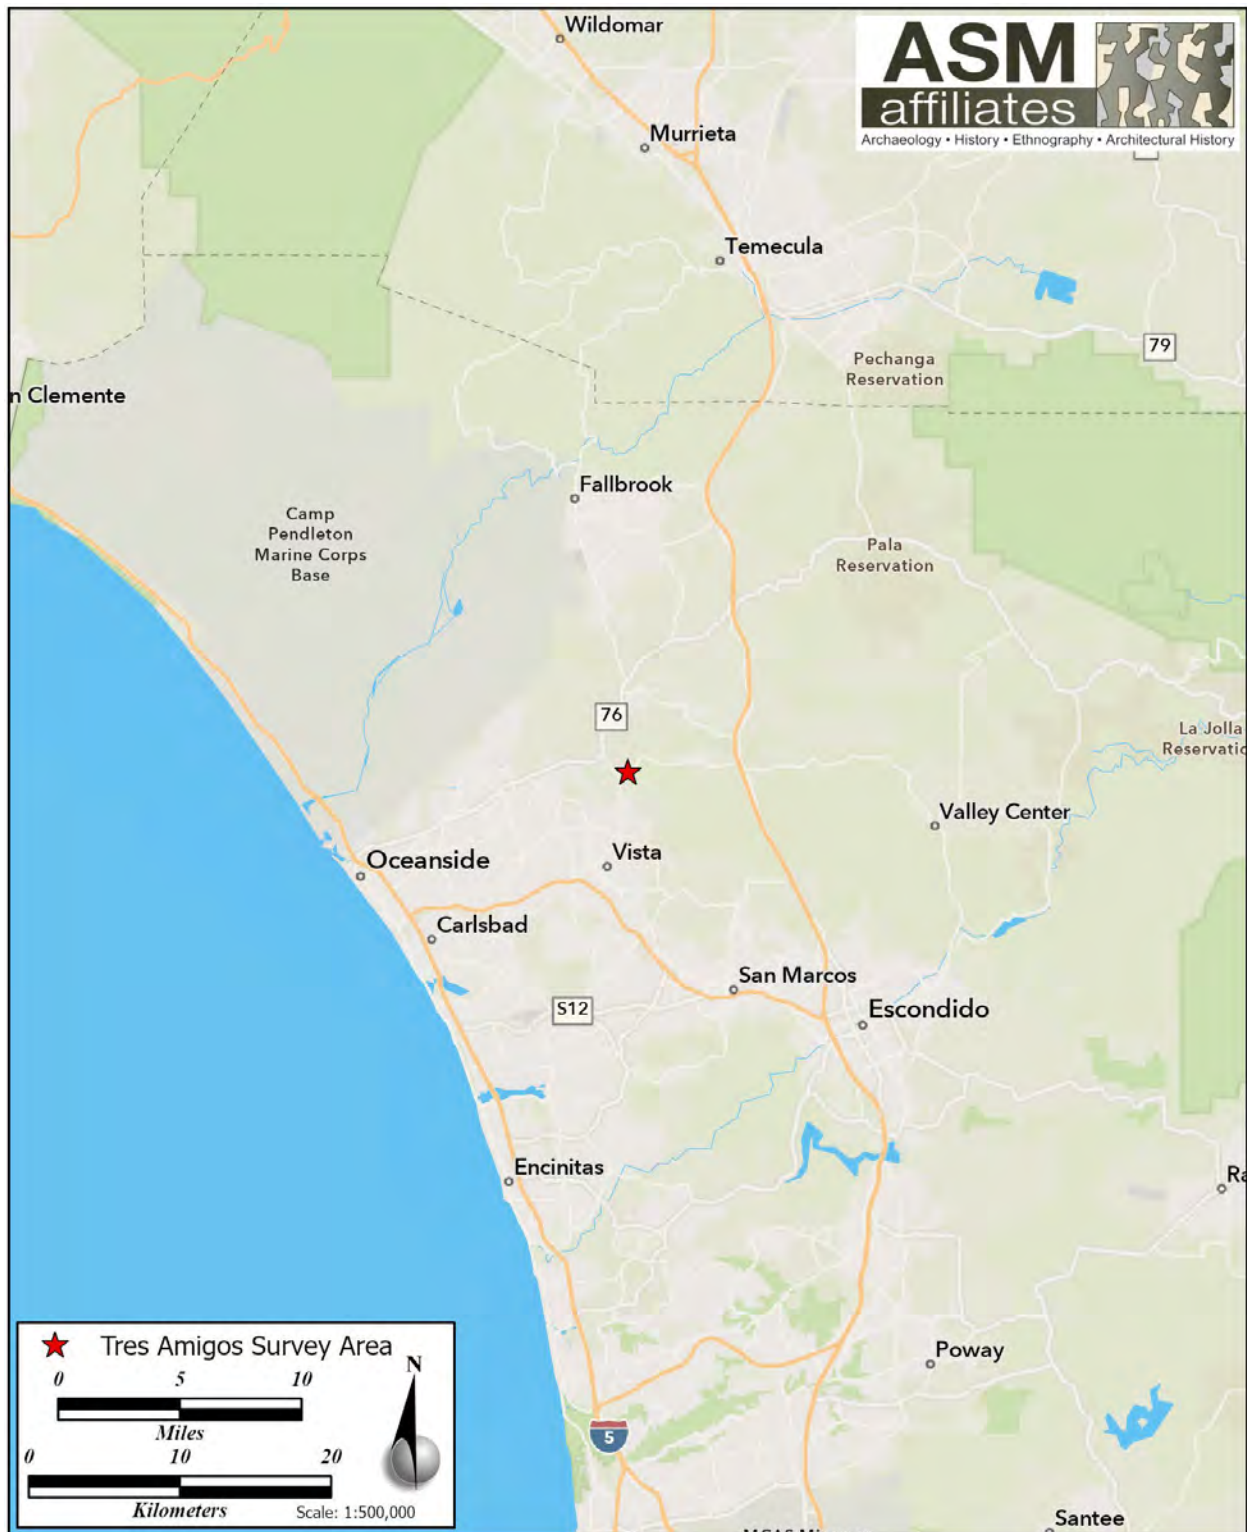 Wildomar
ASM
affiliates
Archaeology • History • Ethnography • Architectural History
Murrieta
Temecula
79
Pechanga
Reservation
n Clemente
Fallbrook
Camp
Pendleton
Marine Corps
Base
Pala
Reservation
76
La Jolla
Reservatio
Valley Center
Vista
Oceanside
Carlsbad
San Marcos
S12
Escondido
Encinitas
Ra
Poway
5
Santee
Tres Amigos Survey Area
N
0 5 10
Miles
0 10 20
Kilometers
Scale: 1:500,000